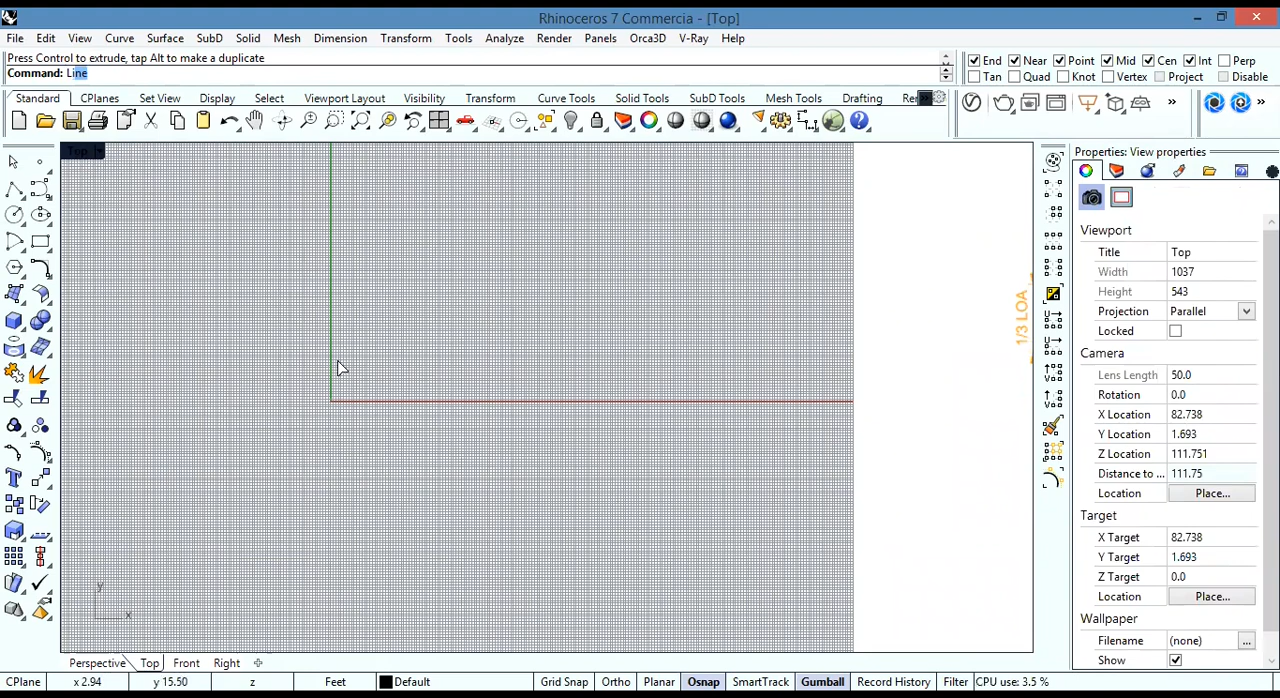 Rhinoceros 7 Commercia - [Top]
File Edit View Curve Surface SubD Solid Mesh Dimension Transform Tools Analyze Render Panels Orca3D V-Ray Help
Press Control to extrude, tap Alt to make a duplicate
Command: Line
End Near Point Mid Cen Int Perp
Tan Quad Knot Vertex Project Disable
Standard CPlanes Set View Display Select Viewport Layout Visibility Transform Curve Tools Solid Tools SubD Tools Mesh Tools Drafting Re
Top
Properties: View properties
Viewport
Title Top
Width 1037
Height 543
Projection Parallel
Locked
Camera
Lens Length 50.0
Rotation 0.0
X Location 82.738
Y Location 1.693
Z Location 111.751
Distance to ... 111.75
Location Place...
Target
X Target 82.738
Y Target 1.693
Z Target 0.0
Location Place...
Wallpaper
Filename (none) ...
Show
1/3 LOA
y
x
Perspective Top Front Right
CPlane x 2.94 y 15.50 z Feet Default Grid Snap Ortho Planar Osnap SmartTrack Gumball Record History Filter CPU use: 3.5 %